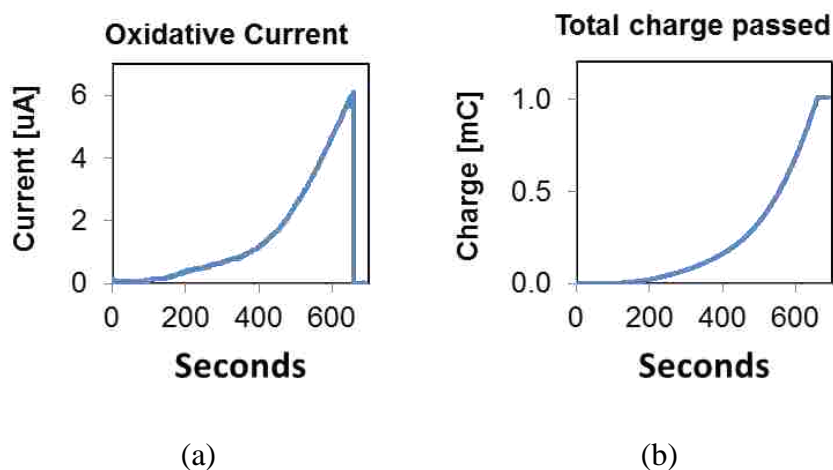 Oxidative Current
Current [uA]
6
4
2
0
0 200 400 600
Seconds
(a)
Total charge passed
Charge [mC]
1.0
0.5
0.0
0 200 400 600
Seconds
(b)